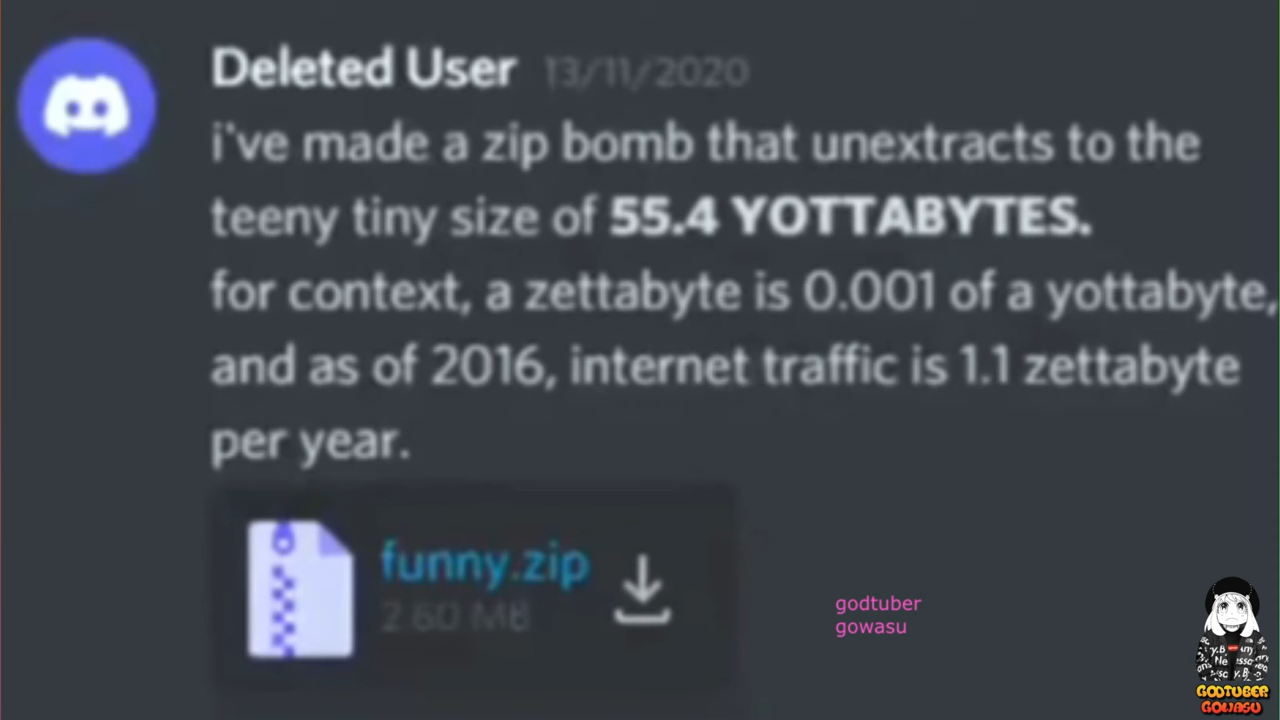 Deleted User 13/11/2020
i've made a zip bomb that unextracts to the
teeny tiny size of 55.4 YOTTABYTES.
for context, a zettabyte is 0.001 of a yottabyte,
and as of 2016, internet traffic is 1.1 zettabyte
per year.
funny.zip
2.60 MB
godtuber
gowasu
GODTUBER
GOWASU